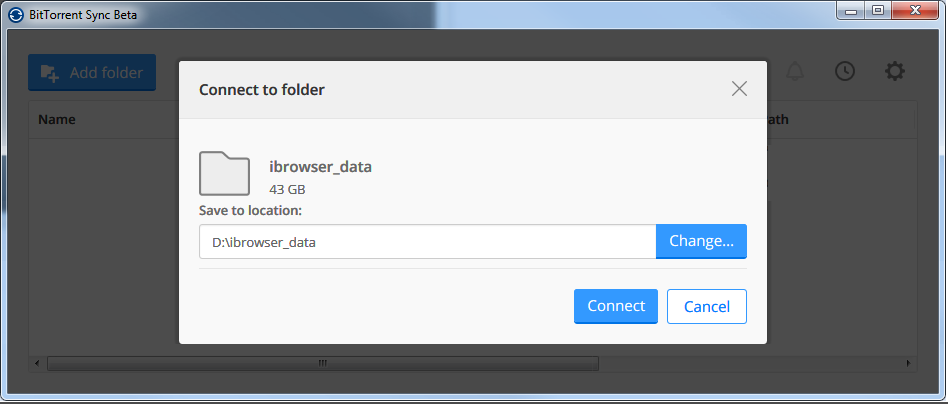 BitTorrent Sync Beta
Add folder
Connect to folder
Name
ath
ibrowser_data
43 GB
Save to location:
D:\ibrowser_data
Change...
Connect
Cancel